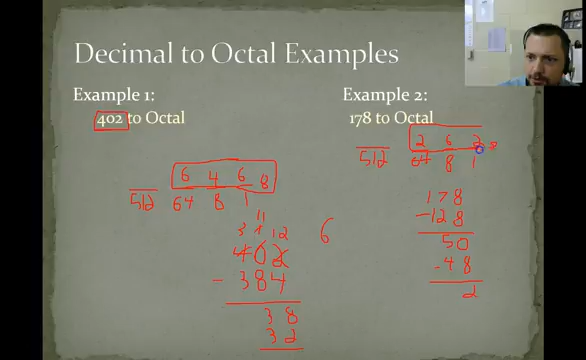 Decimal to Octal Examples
Example 1:
402 to Octal
6 4 6 8
512 64 8 1
11
3 1 12
402
- 384
38
32
6
Example 2:
178 to Octal
2 6 2 8
512 64 8 1
178
- 128
50
- 48
2